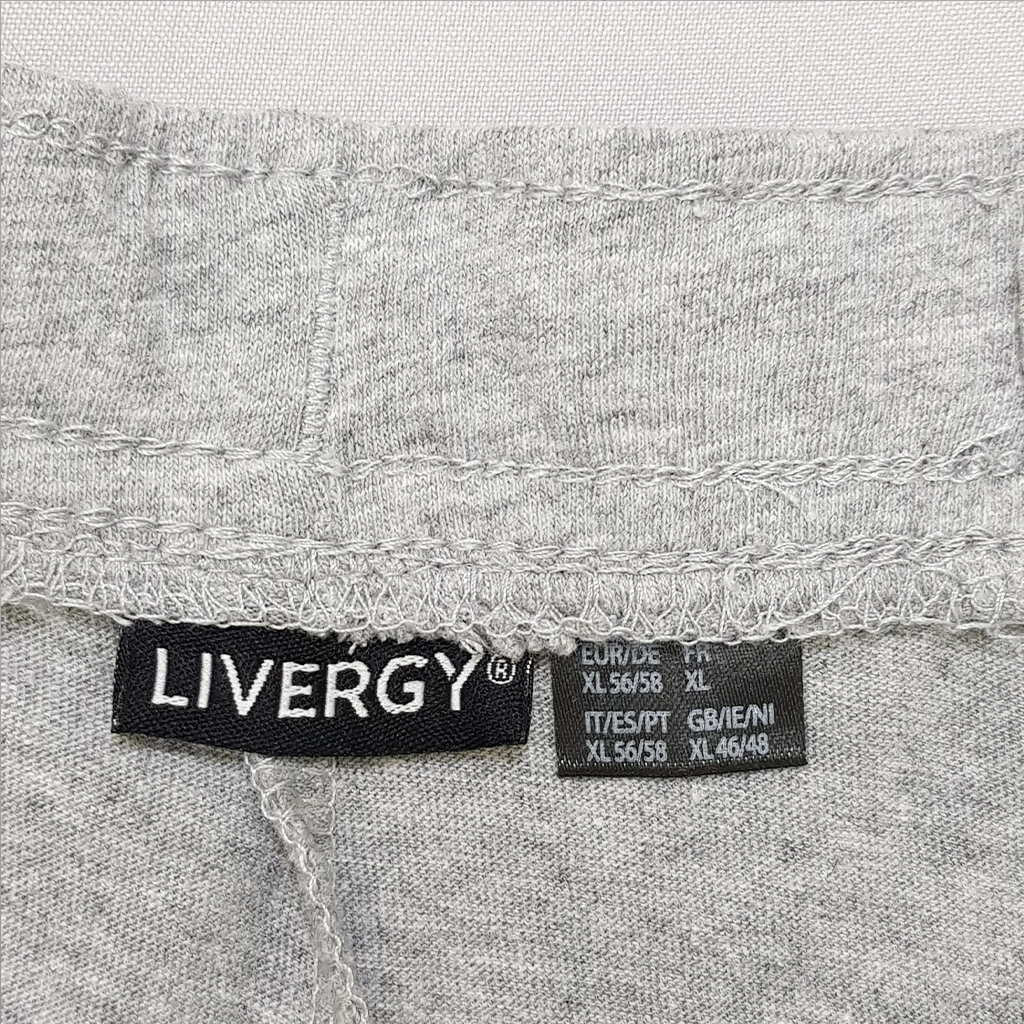 LIVERGY®
EUR/DE FR
XL 56/58 XL
IT/ES/PT GB/IE/NI
XL 56/58 XL 46/48